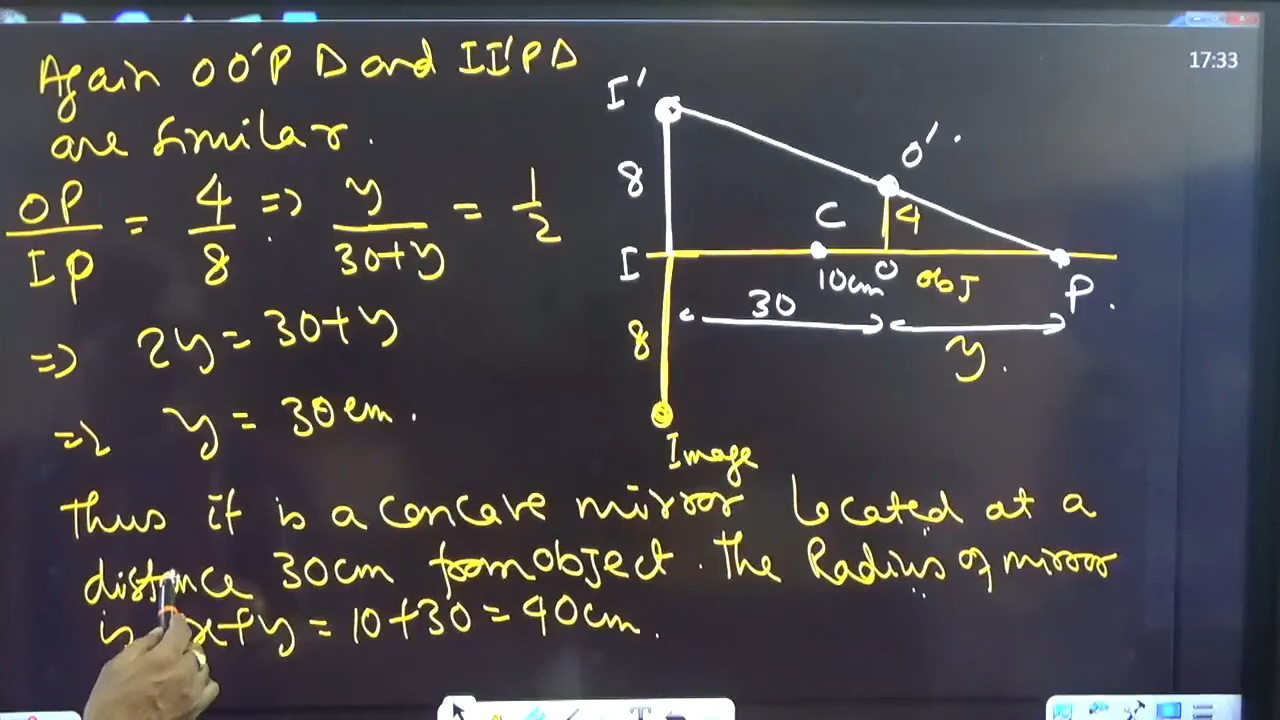 17:33
Again OO'P Δ and II'P Δ
are similar.
OP/IP = 4/8 => y/(30+y) = 1/2
=> 2y = 30+y
=> y = 30cm.
Thus it is a concave mirror located at a
distance 30cm from object. The Radius of mirror
is x+y = 10+30 = 40cm.
I'
O'.
8
C
4
I
10cm
O
obj
P.
30
8
y.
Image